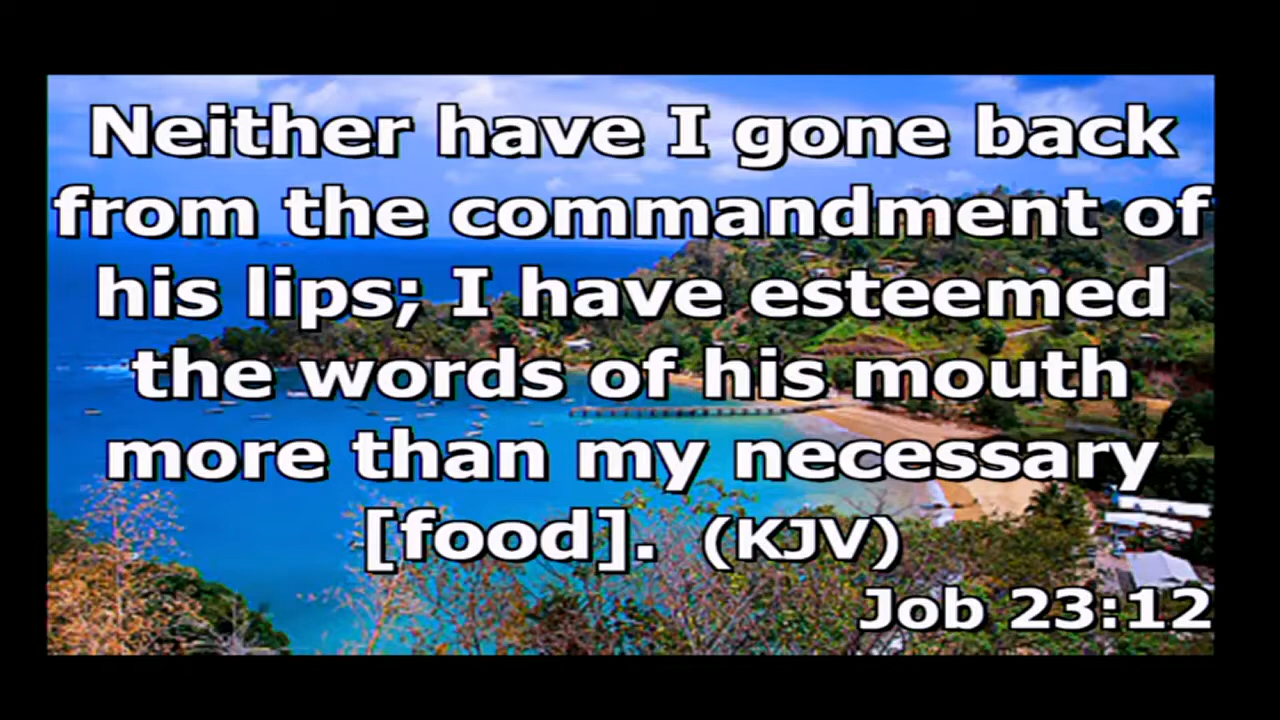 Neither have I gone back
from the commandment of
his lips; I have esteemed
the words of his mouth
more than my necessary
[food]. (KJV)
Job 23:12